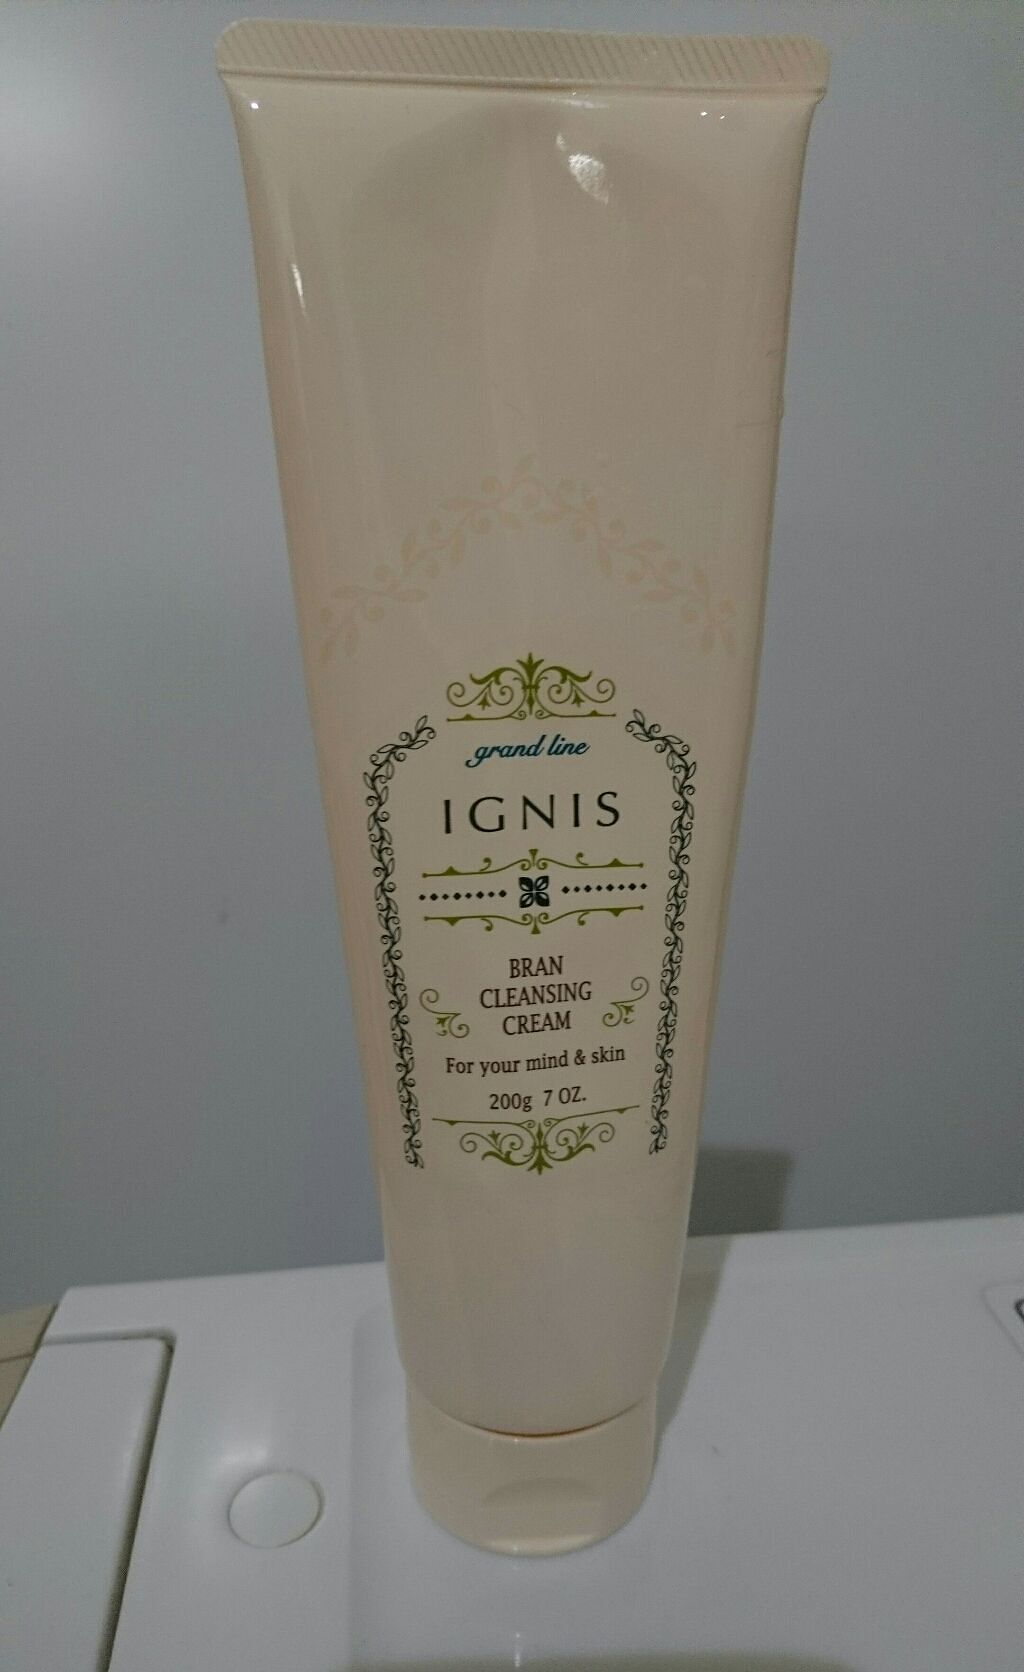 grand line
IGNIS
BRAN
CLEANSING
CREAM
For your mind & skin
200g 7 OZ.